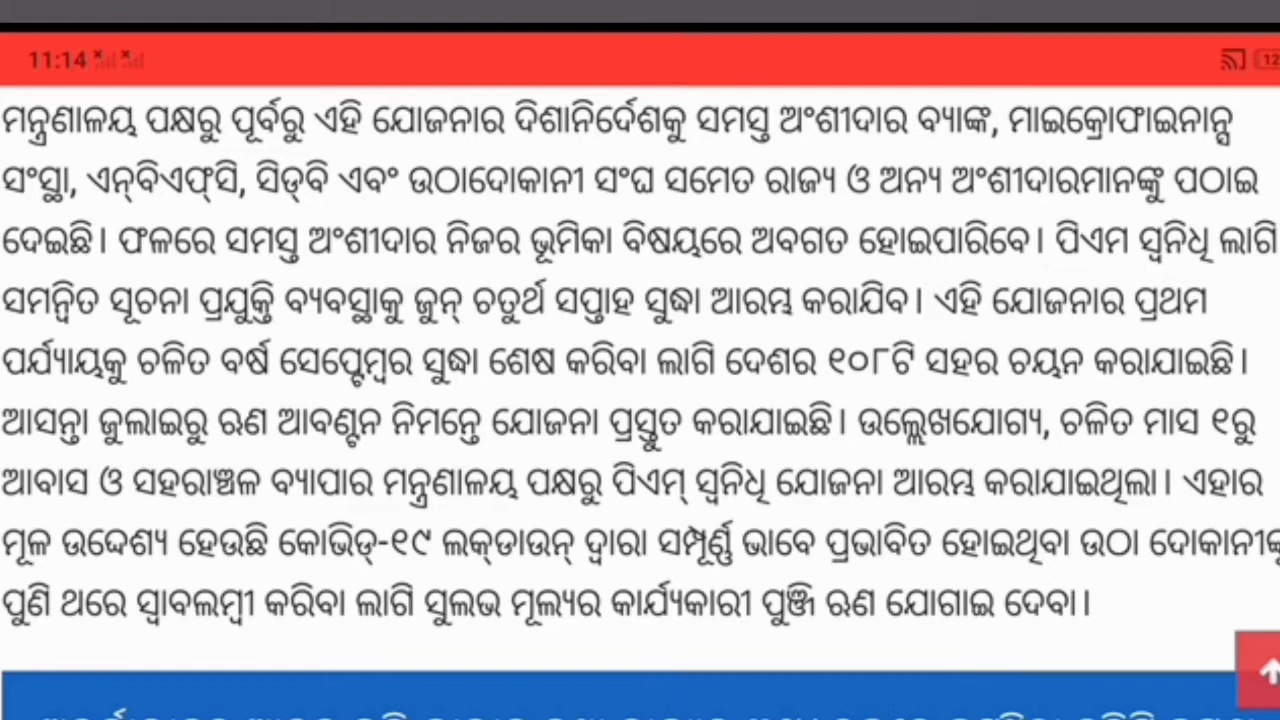 11:14
12
ମନ୍ତ୍ରଣାଳୟ ପକ୍ଷରୁ ପୂର୍ବରୁ ଏହି ଯୋଜନାର ଦିଶାନିର୍ଦେଶକୁ ସମସ୍ତ ଅଂଶୀଦାର ବ୍ୟାଙ୍କ, ମାଇକ୍ରୋଫାଇନାନ୍ସ
ସଂସ୍ଥା, ଏନ୍‌ବିଏଫ୍‌ସି, ସିଡ୍‌ବି ଏବଂ ଉଠାଦୋକାନୀ ସଂଘ ସମେତ ରାଜ୍ୟ ଓ ଅନ୍ୟ ଅଂଶୀଦାରମାନଙ୍କୁ ପଠାଇ
ଦେଇଛି। ଫଳରେ ସମସ୍ତ ଅଂଶୀଦାର ନିଜର ଭୂମିକା ବିଷୟରେ ଅବଗତ ହୋଇପାରିବେ। ପିଏମ ସ୍ୱନିଧି ଲାଗି
ସମନ୍ୱିତ ସୂଚନା ପ୍ରଯୁକ୍ତି ବ୍ୟବସ୍ଥାକୁ ଜୁନ୍ ଚତୁର୍ଥ ସପ୍ତାହ ସୁଦ୍ଧା ଆରମ୍ଭ କରାଯିବ। ଏହି ଯୋଜନାର ପ୍ରଥମ
ପର୍ଯ୍ୟାୟକୁ ଚଳିତ ବର୍ଷ ସେପ୍ଟେମ୍ବର ସୁଦ୍ଧା ଶେଷ କରିବା ଲାଗି ଦେଶର ୧୦୮ଟି ସହର ଚୟନ କରାଯାଇଛି।
ଆସନ୍ତା ଜୁଲାଇରୁ ଋଣ ଆବଣ୍ଟନ ନିମନ୍ତେ ଯୋଜନା ପ୍ରସ୍ତୁତ କରାଯାଇଛି। ଉଲ୍ଲେଖଯୋଗ୍ୟ, ଚଳିତ ମାସ ୧ରୁ
ଆବାସ ଓ ସହରାଞ୍ଚଳ ବ୍ୟାପାର ମନ୍ତ୍ରଣାଳୟ ପକ୍ଷରୁ ପିଏମ୍ ସ୍ୱନିଧି ଯୋଜନା ଆରମ୍ଭ କରାଯାଇଥିଲା। ଏହାର
ମୂଳ ଉଦ୍ଦେଶ୍ୟ ହେଉଛି କୋଭିଡ୍-୧୯ ଲକ୍‌ଡାଉନ୍ ଦ୍ୱାରା ସମ୍ପୂର୍ଣ୍ଣ ଭାବେ ପ୍ରଭାବିତ ହୋଇଥିବା ଉଠା ଦୋକାନୀଙ୍କୁ
ପୁଣି ଥରେ ସ୍ୱାବଲମ୍ବୀ କରିବା ଲାଗି ସୁଲଭ ମୂଲ୍ୟର କାର୍ଯ୍ୟକାରୀ ପୁଞ୍ଜି ଋଣ ଯୋଗାଇ ଦେବା।